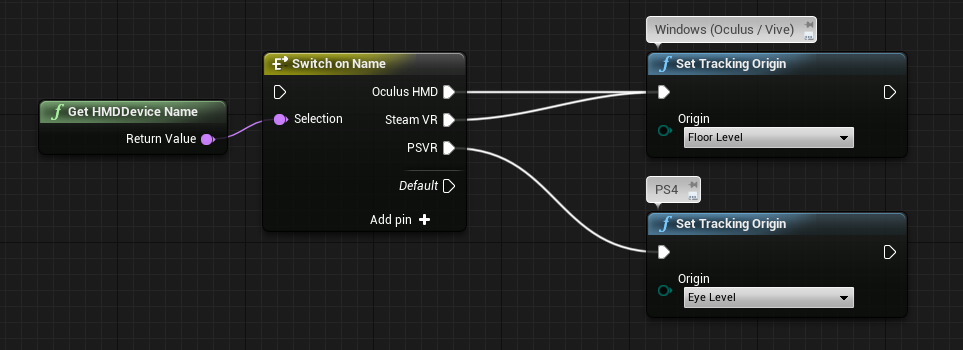 Windows (Oculus / Vive)
Switch on Name
f Set Tracking Origin
Oculus HMD
f Get HMDDevice Name
Selection
Steam VR
Origin
Return Value
Floor Level
PSVR
Default
PS4
Add pin
f Set Tracking Origin
Origin
Eye Level